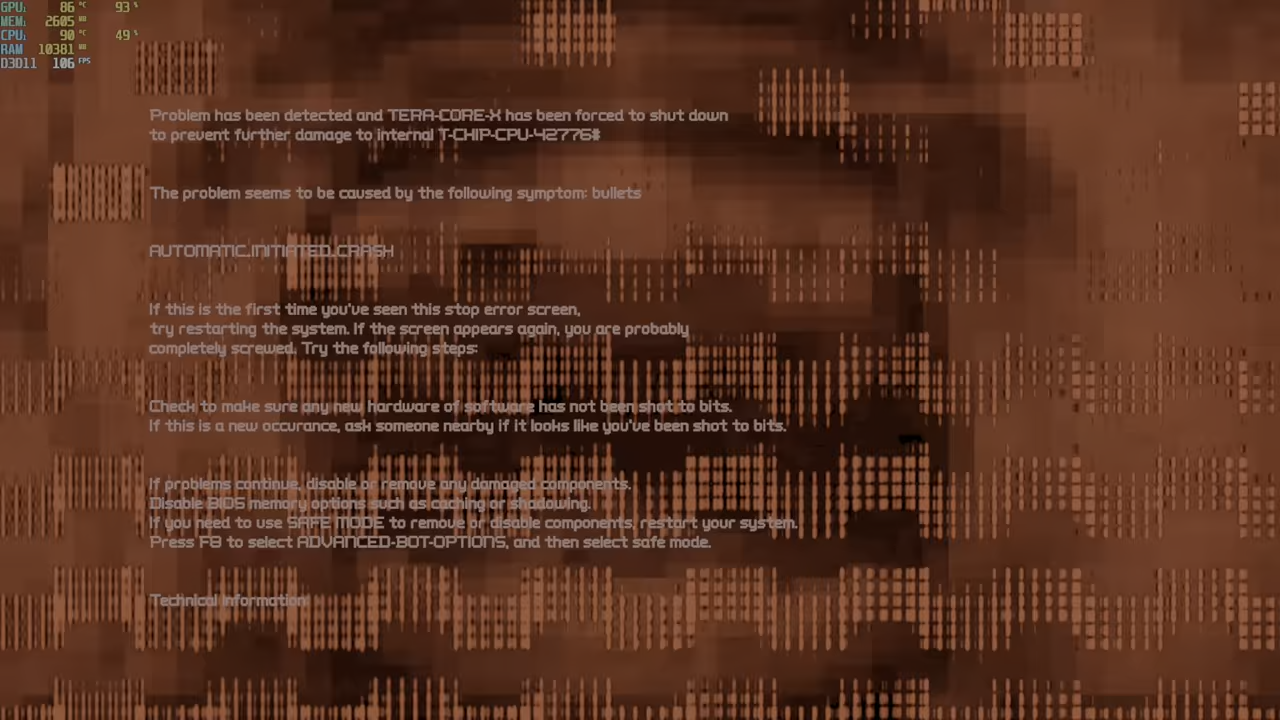 GPU: 86 °C 93 %
MEM: 2605 MB
CPU: 90 °C 49 %
RAM 10381 MB
D3D11 106 FPS
Problem has been detected and TERA-CORE-X has been forced to shut down
to prevent further damage to internal T-CHIP-CPU-42776#
The problem seems to be caused by the following symptom: bullets
AUTOMATIC_INITIATED_CRASH
If this is the first time you've seen this stop error screen,
try restarting the system. If the screen appears again, you are probably
completely screwed. Try the following steps:
Check to make sure any new hardware of software has not been shot to bits.
If this is a new occurance, ask someone nearby if it looks like you've been shot to bits.
If problems continue, disable or remove any damaged components.
Disable BIOS memory options such as caching or shadowing.
If you need to use SAFE MODE to remove or disable components, restart your system.
Press F8 to select ADVANCED-BOT-OPTIONS, and then select safe mode.
Technical information